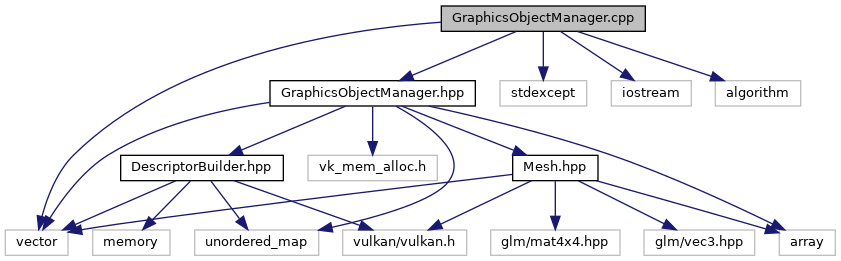 GraphicsObjectManager.cpp
GraphicsObjectManager.hpp
stdexcept
iostream
algorithm
DescriptorBuilder.hpp
vk_mem_alloc.h
Mesh.hpp
vector
memory
unordered_map
vulkan/vulkan.h
glm/mat4x4.hpp
glm/vec3.hpp
array